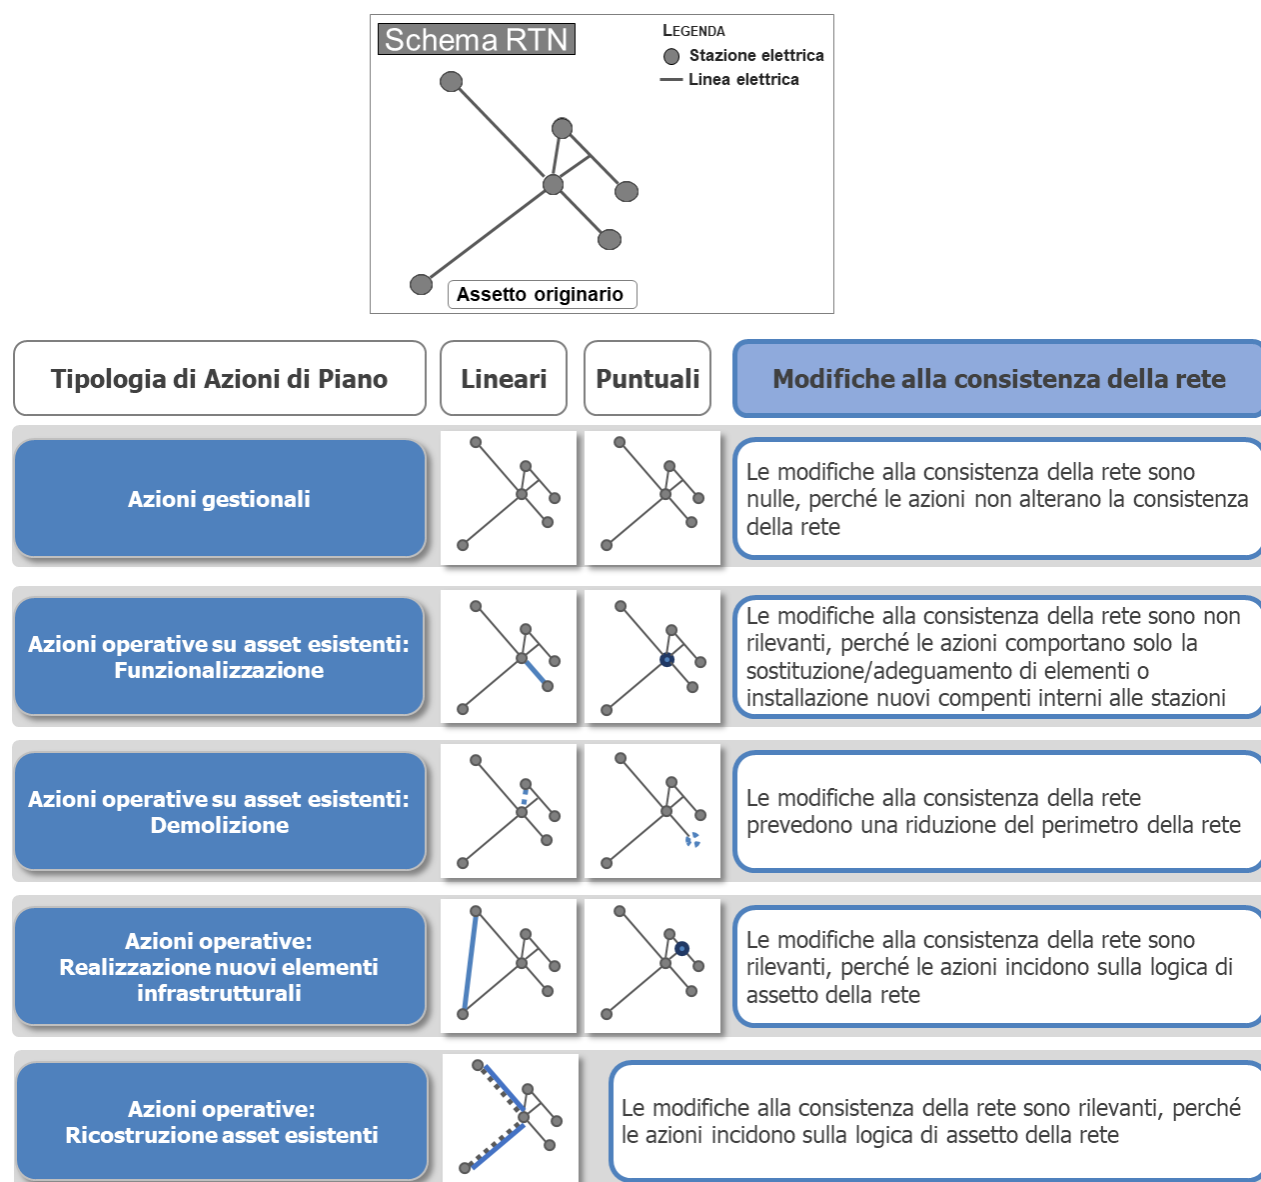 Schema RTN
LEGENDA
Stazione elettrica
Linea elettrica
Assetto originario
Tipologia di Azioni di Piano
Lineari
Puntuali
Modifiche alla consistenza della rete
Azioni gestionali
Le modifiche alla consistenza della rete sono
nulle, perché le azioni non alterano la consistenza
della rete
Azioni operative su asset esistenti:
Funzionalizzazione
Le modifiche alla consistenza della rete sono non
rilevanti, perché le azioni comportano solo la
sostituzione/adeguamento di elementi o
installazione nuovi compenti interni alle stazioni
Azioni operative su asset esistenti:
Demolizione
Le modifiche alla consistenza della rete
prevedono una riduzione del perimetro della rete
Azioni operative:
Realizzazione nuovi elementi
infrastrutturali
Le modifiche alla consistenza della rete sono
rilevanti, perché le azioni incidono sulla logica di
assetto della rete
Azioni operative:
Ricostruzione asset esistenti
Le modifiche alla consistenza della rete sono rilevanti, perché
le azioni incidono sulla logica di assetto della rete